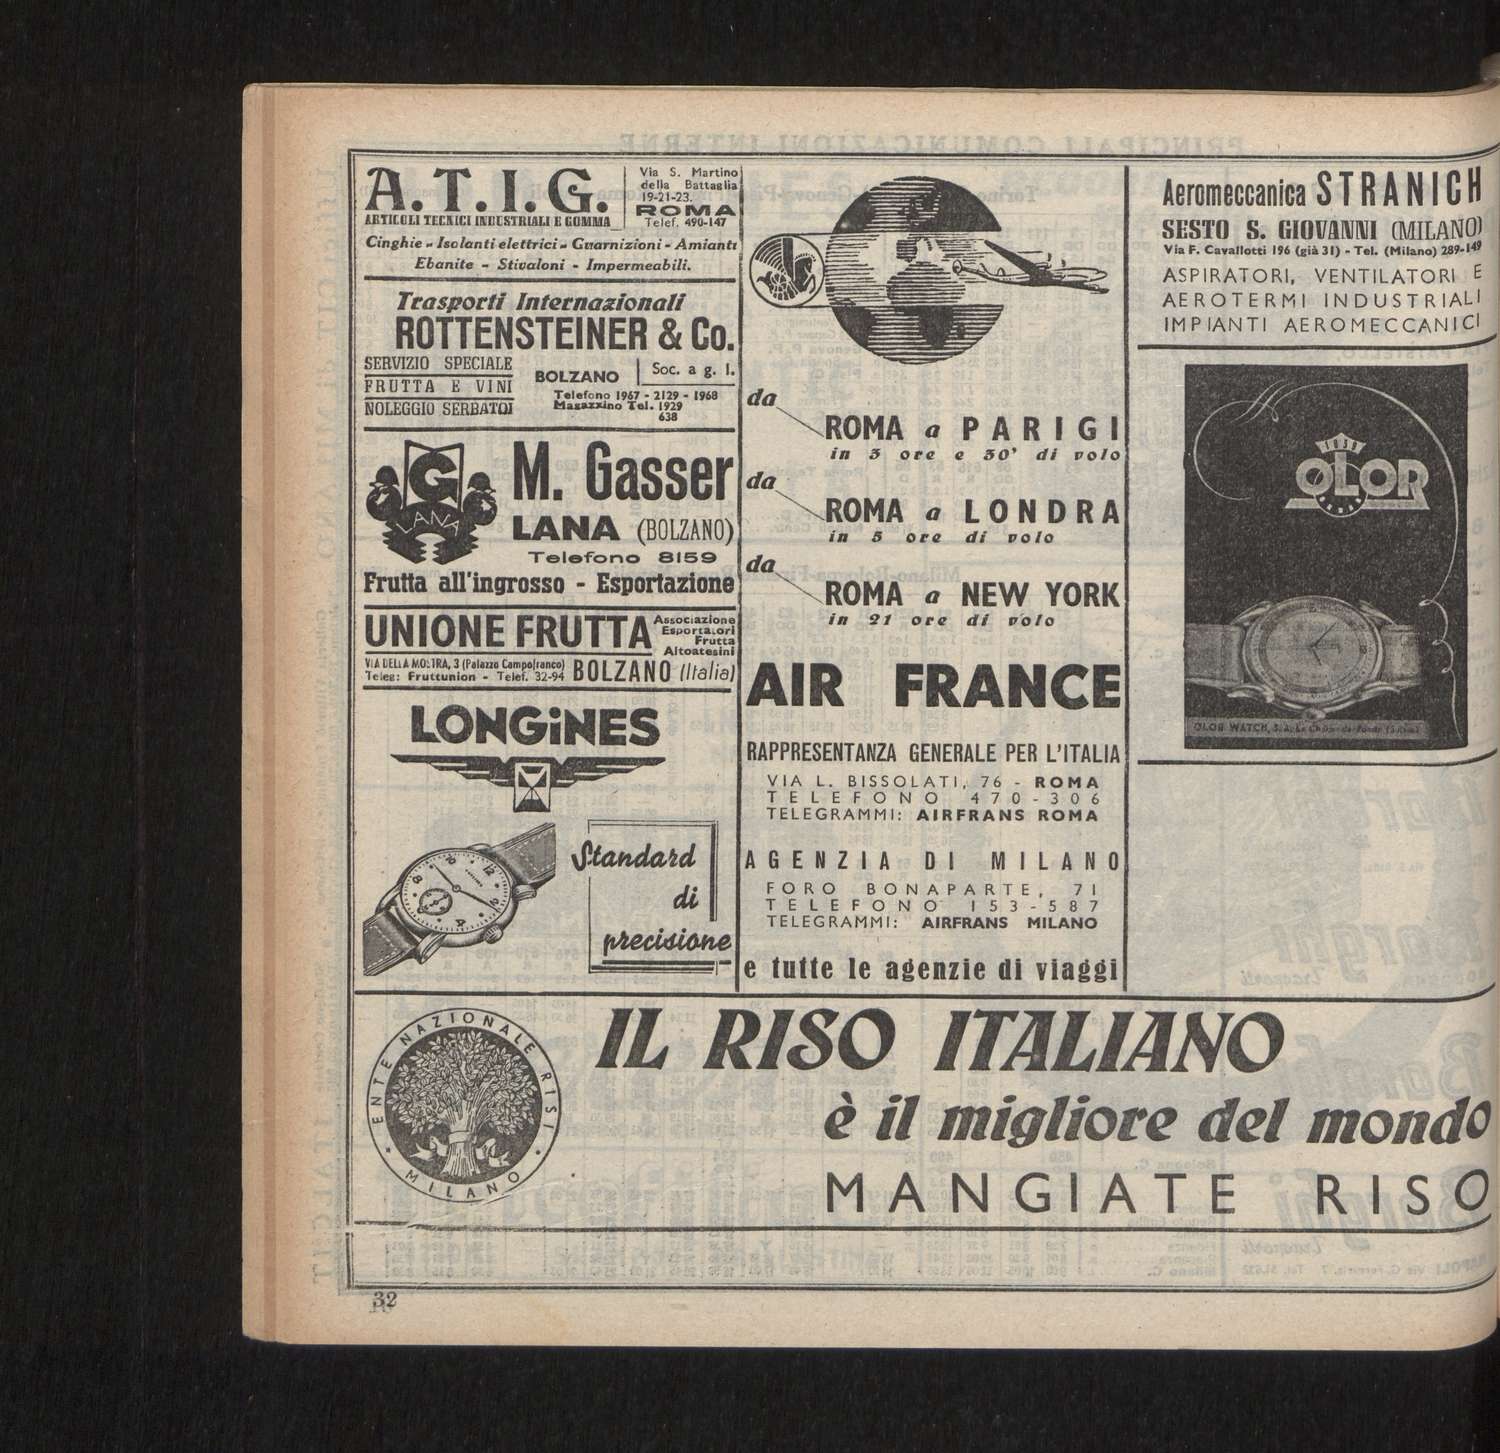 A.T.I.G.
ARTICOLI TECNICI INDUSTRIALI E GOMMA
Via S. Martino
della Battaglia
19-21-23.
ROMA
Telef. 490-147
Cinghie - Isolanti elettrici - Guarnizioni - Amianti
Ebanite - Stivaloni - Impermeabili.
Trasporti Internazionali
ROTTENSTEINER & Co.
SERVIZIO SPECIALE
FRUTTA E VINI
NOLEGGIO SERBATOI
BOLZANO
Soc. a g. l.
Telefono 1967 - 2129 - 1968
Magazzino Tel. 1929
638
G
LANA
M. Gasser
LANA (BOLZANO)
Telefono 8159
Frutta all'ingrosso - Esportazione
UNIONE FRUTTA
Associazione
Esportatori
Frutta
Altoatesini
VIA DELLA MOSTRA, 3 (Palazzo Campofranco)
Teleg: Fruttunion - Telef. 32-94
BOLZANO (Italia)
LONGiNES
Standard
di
precisione
da
ROMA a PARIGI
in 3 ore e 30' di volo
da
ROMA a LONDRA
in 5 ore di volo
da
ROMA a NEW YORK
in 21 ore di volo
AIR FRANCE
RAPPRESENTANZA GENERALE PER L'ITALIA
VIA L. BISSOLATI, 76 - ROMA
TELEFONO 470-306
TELEGRAMMI: AIRFRANS ROMA
AGENZIA DI MILANO
FORO BONAPARTE, 71
TELEFONO 153-587
TELEGRAMMI: AIRFRANS MILANO
e tutte le agenzie di viaggi
Aeromeccanica STRANICH
SESTO S. GIOVANNI (MILANO)
Via F. Cavallotti 196 (già 31) - Tel. (Milano) 289-149
ASPIRATORI, VENTILATORI E
AEROTERMI INDUSTRIALI
IMPIANTI AEROMECCANICI
OLOR
OLOR WATCH, S.A. La Chaux-de-Fonds (Suisse)
ENTE NAZIONALE RISI
MILANO
IL RISO ITALIANO
è il migliore del mondo
MANGIATE RISO
32